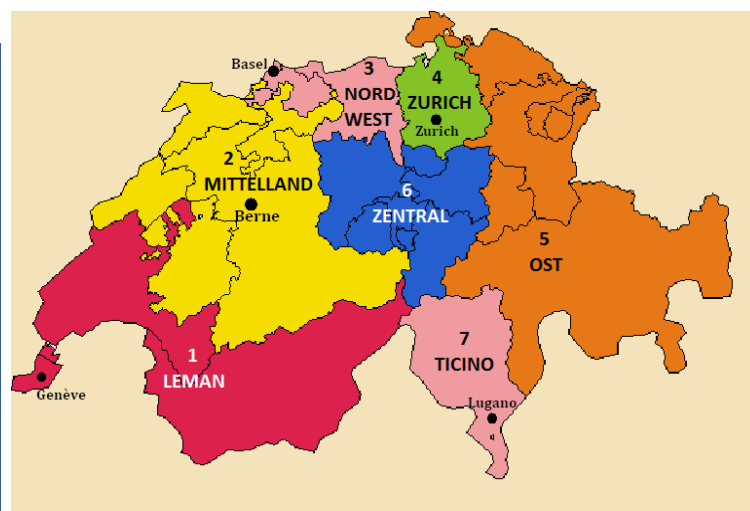 Basel
3
NORD
WEST
4
ZURICH
Zurich
2
MITTELLAND
Berne
6
ZENTRAL
5
OST
1
LEMAN
Genève
7
TICINO
Lugano